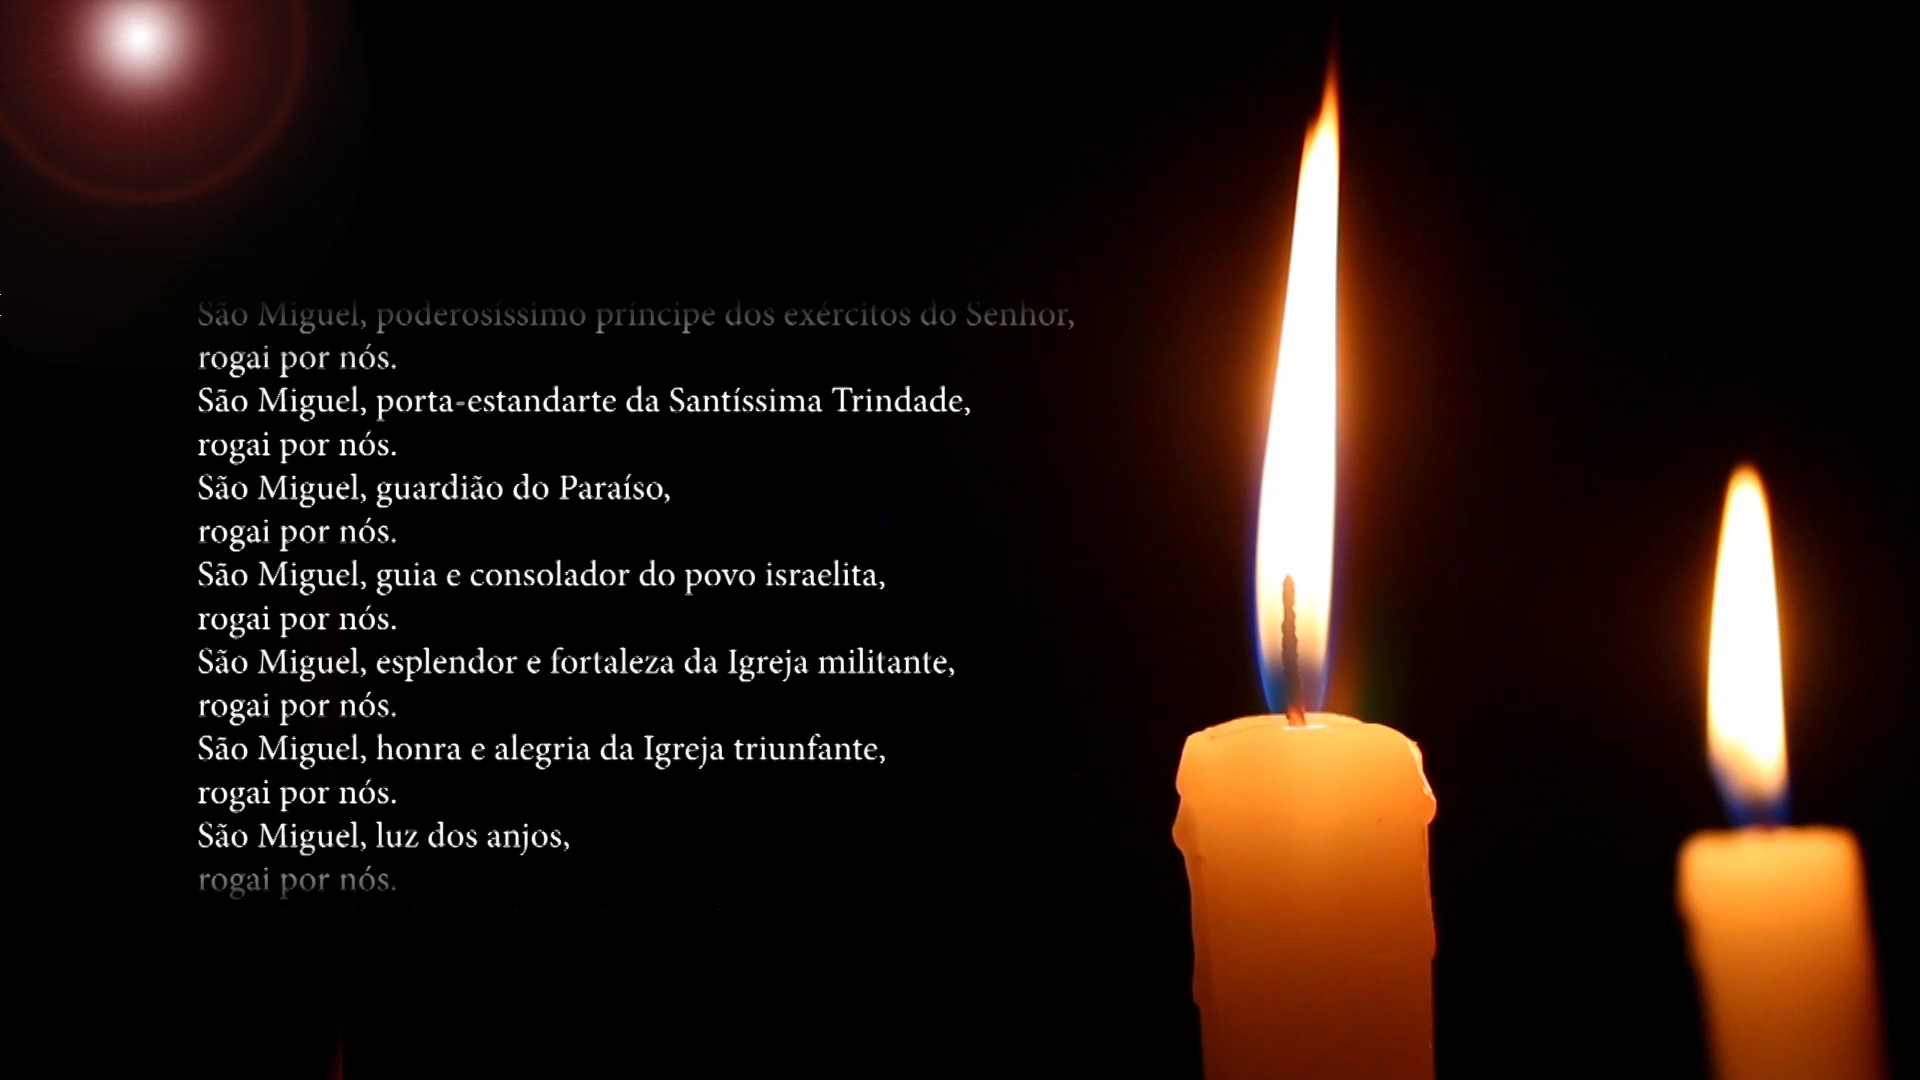 São Miguel, poderosíssimo príncipe dos exércitos do Senhor,
rogai por nós.
São Miguel, porta-estandarte da Santíssima Trindade,
rogai por nós.
São Miguel, guardião do Paraíso,
rogai por nós.
São Miguel, guia e consolador do povo israelita,
rogai por nós.
São Miguel, esplendor e fortaleza da Igreja militante,
rogai por nós.
São Miguel, honra e alegria da Igreja triunfante,
rogai por nós.
São Miguel, luz dos anjos,
rogai por nós.